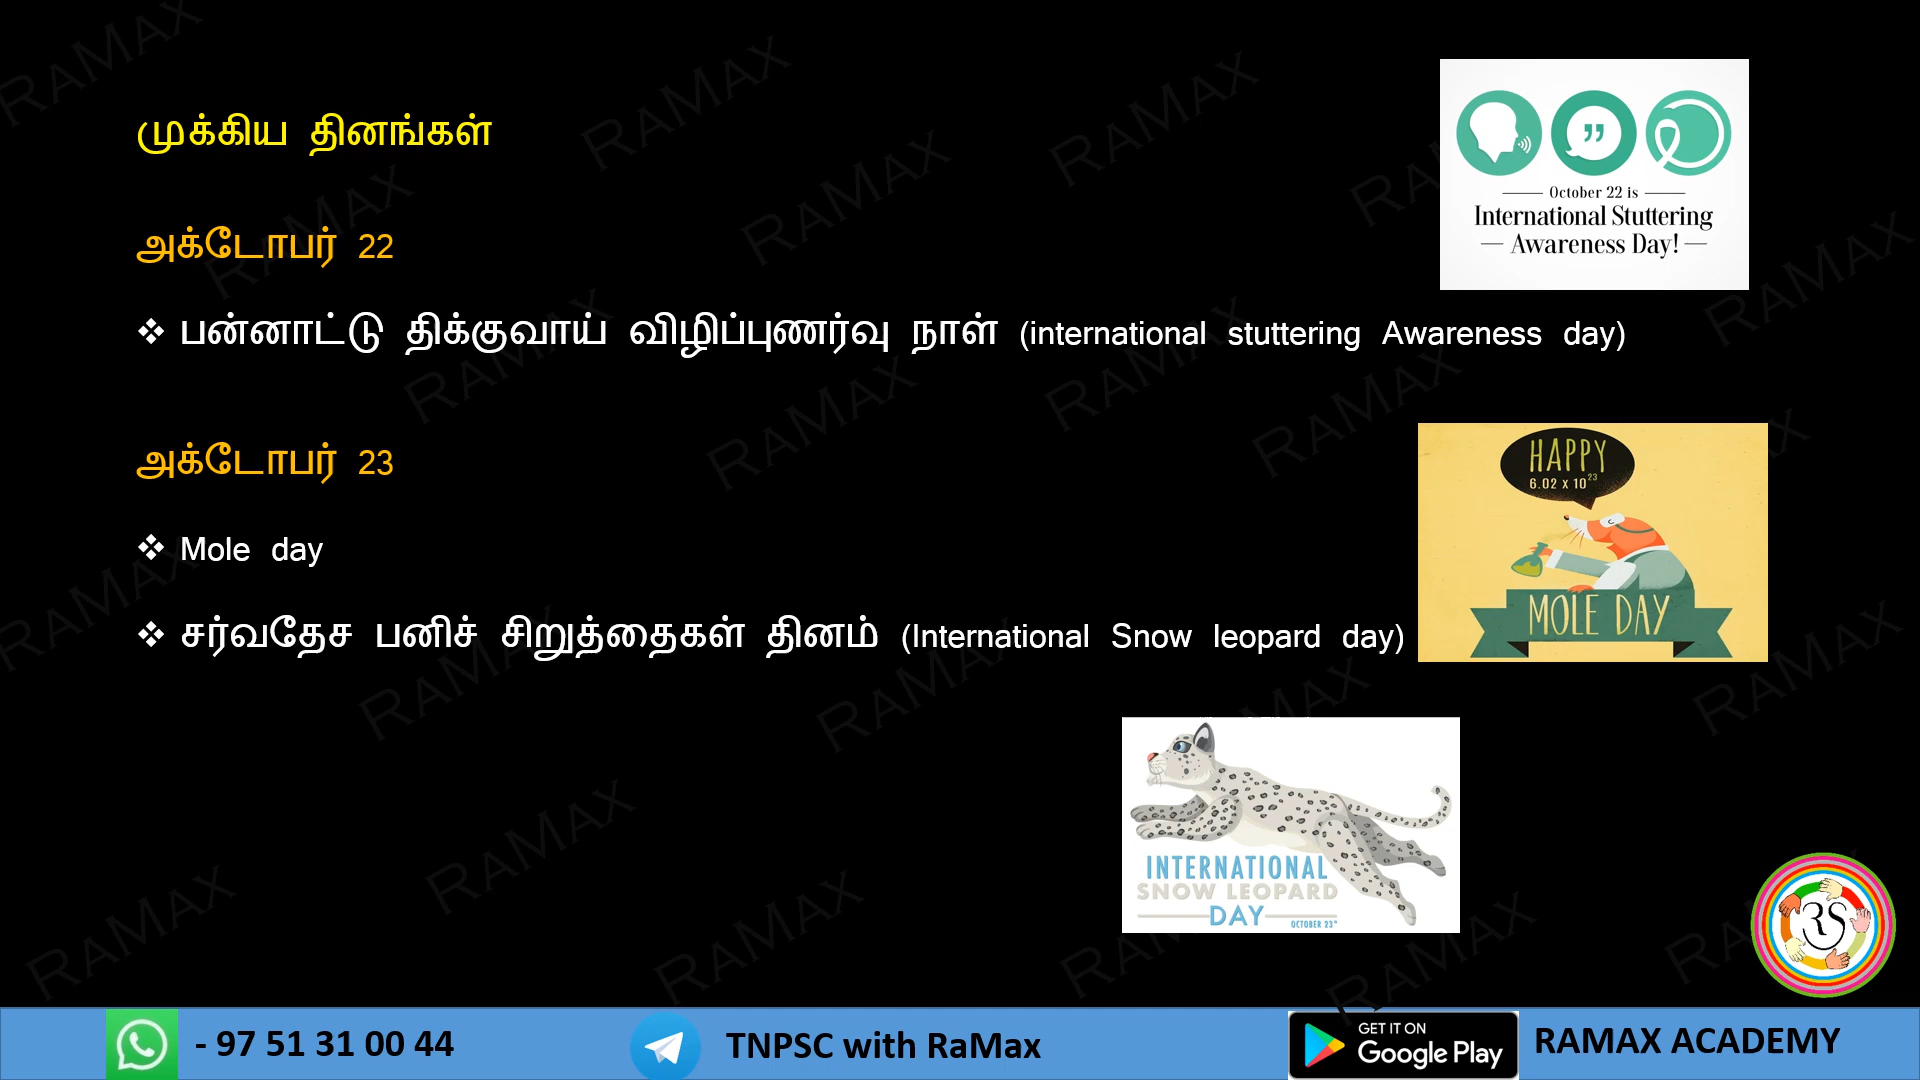 முக்கிய தினங்கள்
அக்டோபர் 22
❖ பன்னாட்டு திக்குவாய் விழிப்புணர்வு நாள் (international stuttering Awareness day)
October 22 is
International Stuttering
Awareness Day!
அக்டோபர் 23
❖ Mole day
❖ சர்வதேச பனிச் சிறுத்தைகள் தினம் (International Snow leopard day)
HAPPY
6.02 x 10²³
MOLE DAY
INTERNATIONAL
SNOW LEOPARD
DAY
OCTOBER 23rd
RS
- 97 51 31 00 44
TNPSC with RaMax
GET IT ON
Google Play
RAMAX ACADEMY
RAMAX